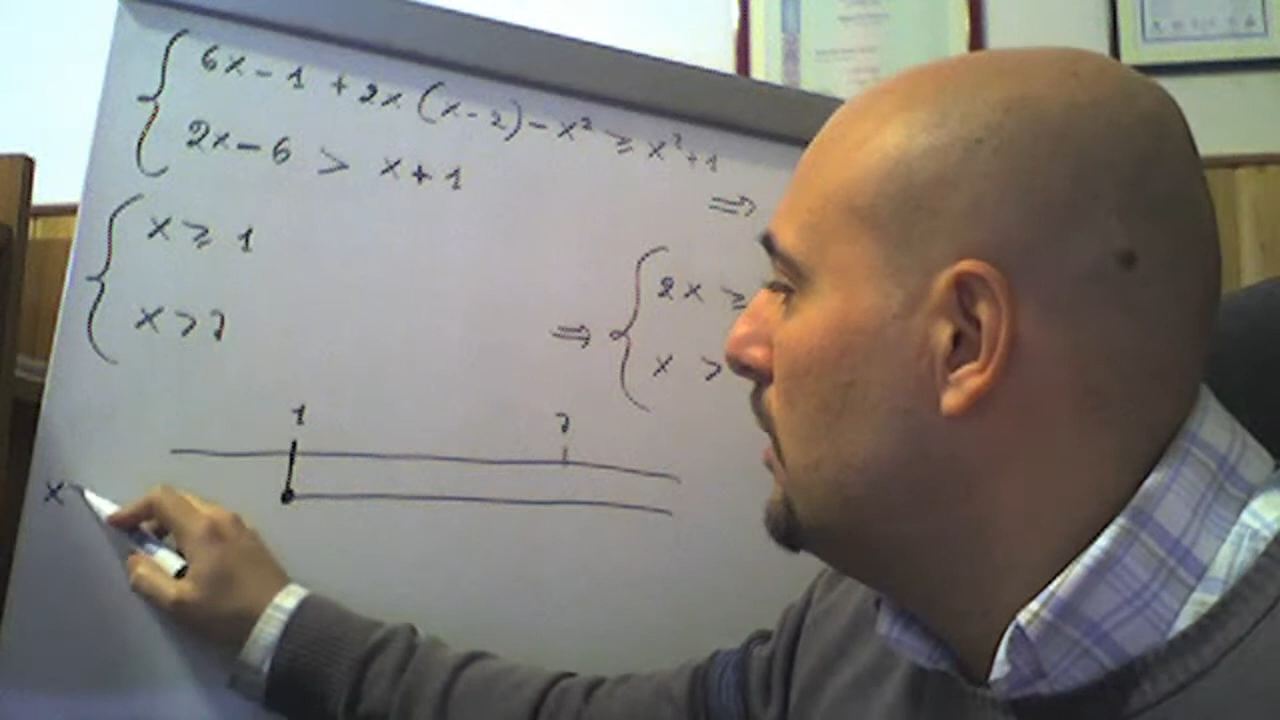 6x-1+2x(x-2)-x²≥x²+1
2x-6 > x+1
⇒
x≥1
x>7
⇒
2x≥
x>
1 7
x